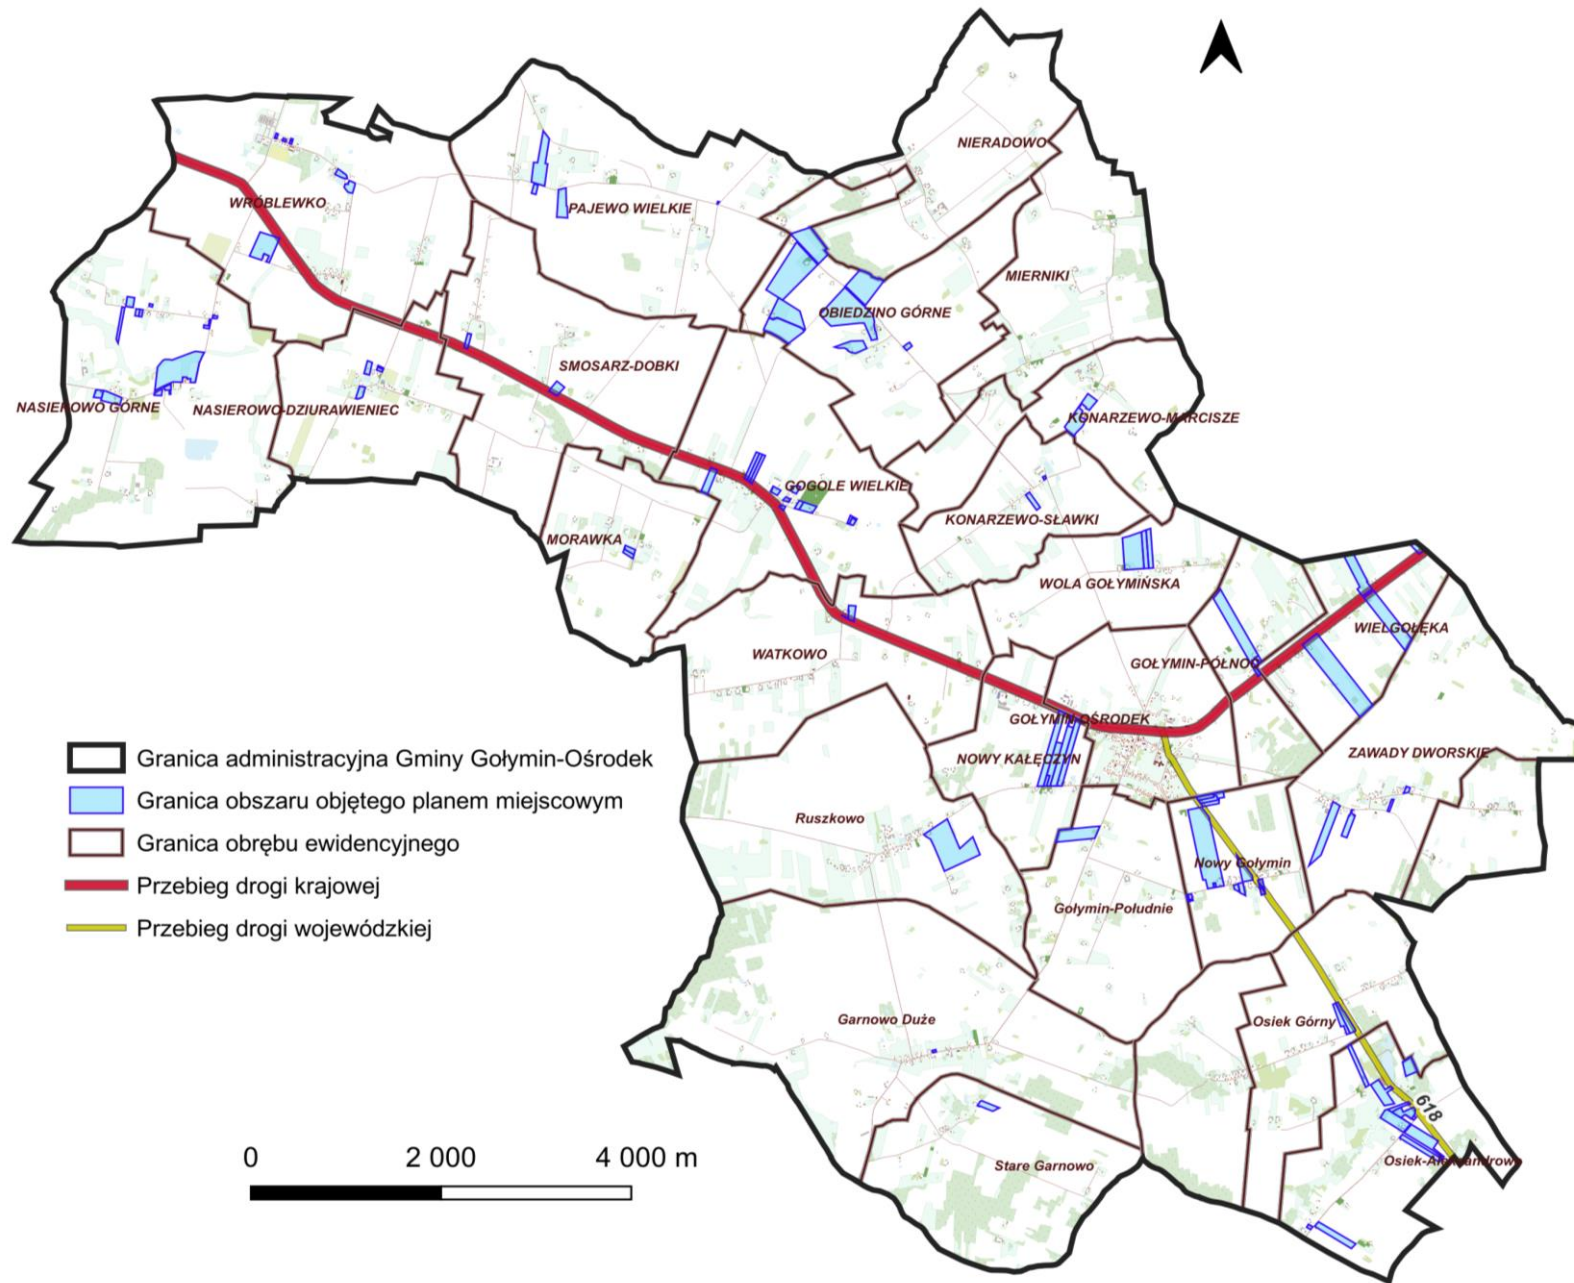 NIERADOWO
WRÓBLEWKO
PAJEWO WIELKIE
MIERNIKI
OBIEDZINO GÓRNE
SMOSARZ-DOBKI
NASIEROWO GÓRNE
NASIEROWO-DZIURAWIENIEC
KONARZEWO-MARCISZE
GOGOLE WIELKIE
KONARZEWO-SŁAWKI
MORAWKA
WOLA GOŁYMIŃSKA
WIELGOŁĘKA
WATKOWO
GOŁYMIN-PÓŁNOC
GOŁYMIN-OŚRODEK
NOWY KAŁĘCZYN
ZAWADY DWORSKIE
Granica administracyjna Gminy Gołymin-Ośrodek
Granica obszaru objętego planem miejscowym
Granica obrębu ewidencyjnego
Przebieg drogi krajowej
Przebieg drogi wojewódzkiej
Ruszkowo
Nowy Gołymin
Gołymin-Południe
Garnowo Duże
Osiek Górny
618
0 2 000 4 000 m
Stare Garnowo
Osiek-Aleksandrowo